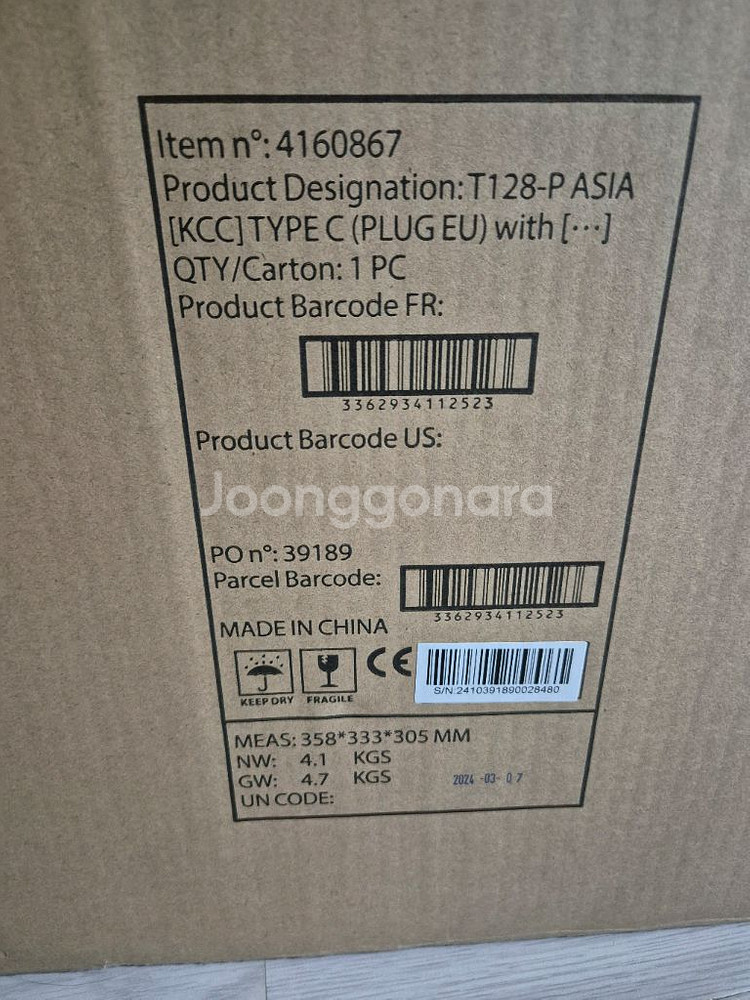 Item n°: 4160867
Product Designation: T128-P ASIA
[KCC] TYPE C (PLUG EU) with [···]
QTY/Carton: 1 PC
Product Barcode FR:
3362934112523
Product Barcode US:
Joonggonara
PO n°: 39189
Parcel Barcode:
3362934112523
MADE IN CHINA
KEEP DRY FRAGILE CE
S/N:2410391890028480
MEAS: 358*333*305 MM
NW: 4.1 KGS
GW: 4.7 KGS
2024 -03- 07
UN CODE: